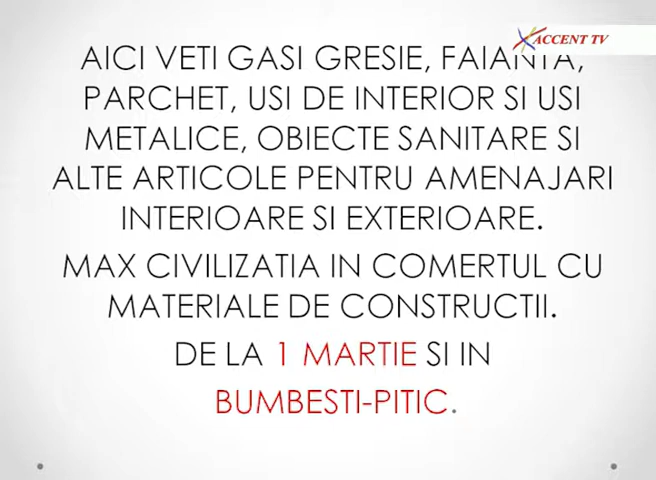 ACCENT TV
AICI VETI GASI GRESIE, FAIANTA,
PARCHET, USI DE INTERIOR SI USI
METALICE, OBIECTE SANITARE SI
ALTE ARTICOLE PENTRU AMENAJARI
INTERIOARE SI EXTERIOARE.
MAX CIVILIZATIA IN COMERTUL CU
MATERIALE DE CONSTRUCTII.
DE LA 1 MARTIE SI IN
BUMBESTI-PITIC.